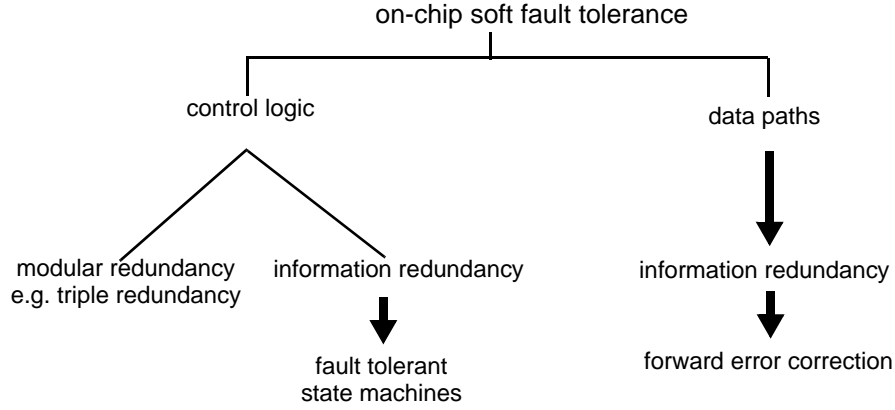 on-chip soft fault tolerance
control logic
data paths
modular redundancy
e.g. triple redundancy
information redundancy
information redundancy
fault tolerant
state machines
forward error correction